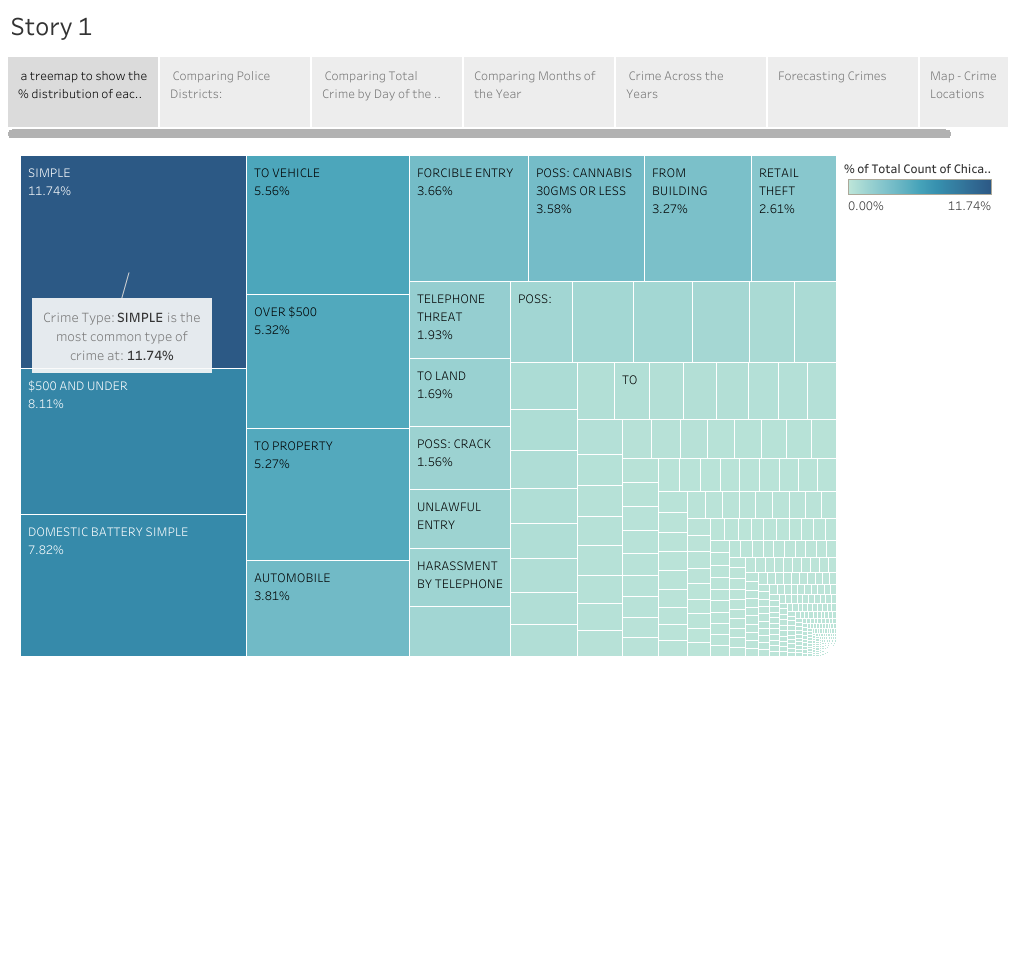 Story 1
a treemap to show the
% distribution of eac..
Comparing Police
Districts:
Comparing Total
Crime by Day of the ..
Comparing Months of
the Year
Crime Across the
Years
Forecasting Crimes
Map - Crime
Locations
SIMPLE
11.74%
Crime Type: SIMPLE is the
most common type of
crime at: 11.74%
$500 AND UNDER
8.11%
DOMESTIC BATTERY SIMPLE
7.82%
TO VEHICLE
5.56%
OVER $500
5.32%
TO PROPERTY
5.27%
AUTOMOBILE
3.81%
FORCIBLE ENTRY
3.66%
POSS: CANNABIS
30GMS OR LESS
3.58%
FROM
BUILDING
3.27%
RETAIL
THEFT
2.61%
TELEPHONE
THREAT
1.93%
POSS:
TO LAND
1.69%
TO
POSS: CRACK
1.56%
UNLAWFUL
ENTRY
HARASSMENT
BY TELEPHONE
% of Total Count of Chica..
0.00%
11.74%